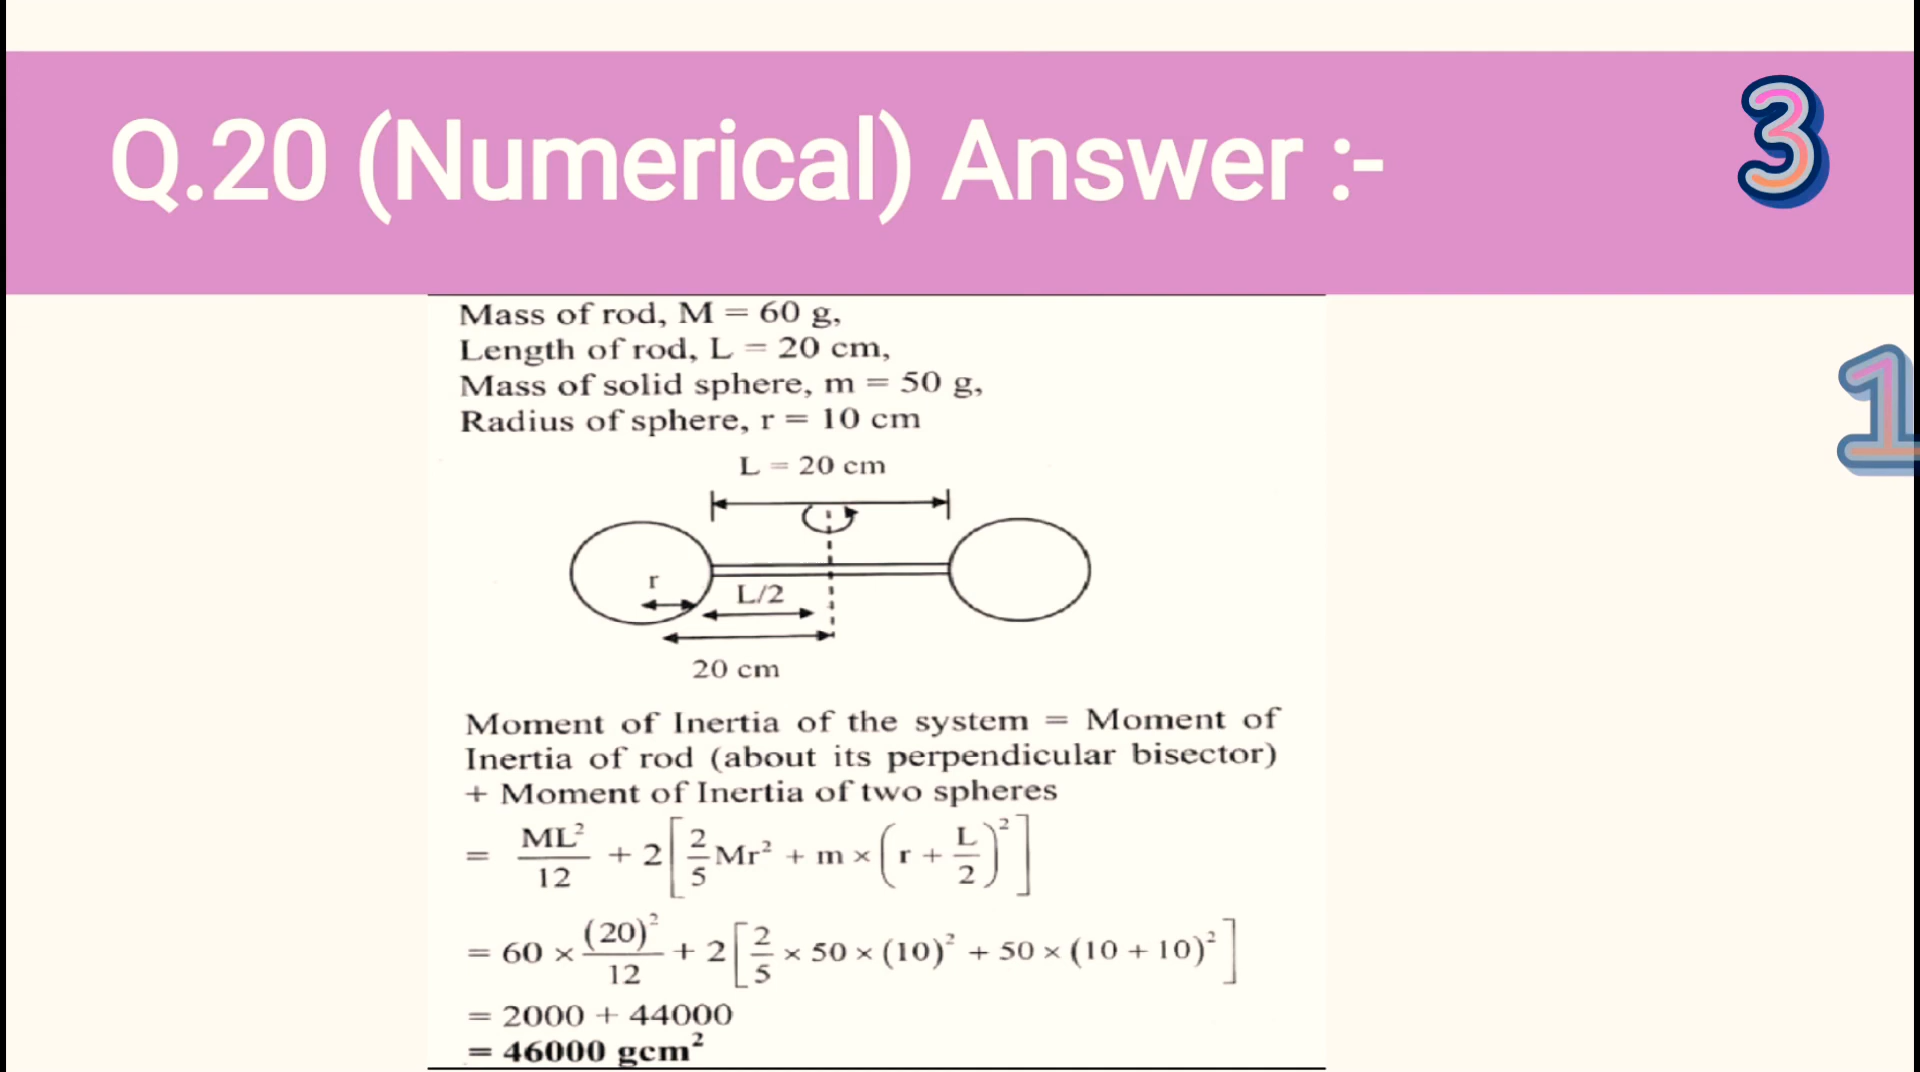 Q.20 (Numerical) Answer :-
3
1
Mass of rod, M = 60 g,
Length of rod, L = 20 cm,
Mass of solid sphere, m = 50 g,
Radius of sphere, r = 10 cm
L = 20 cm
r
L/2
20 cm
Moment of Inertia of the system = Moment of
Inertia of rod (about its perpendicular bisector)
+ Moment of Inertia of two spheres
= ML²/12 + 2[2/5 Mr² + m × (r + L/2)²]
= 60 × (20)²/12 + 2[2/5 × 50 × (10)² + 50 × (10 + 10)²]
= 2000 + 44000
= 46000 gcm²